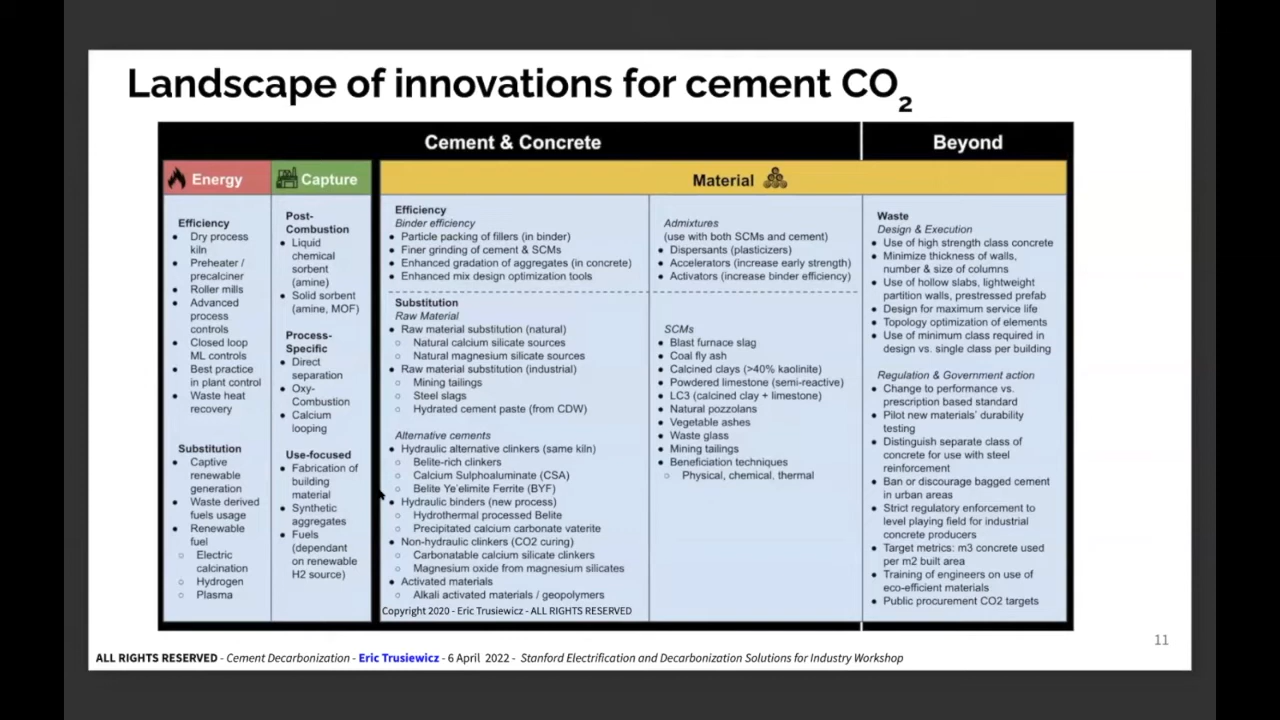 Landscape of innovations for cement CO2
Cement & Concrete
Beyond
Energy
Capture
Material
Efficiency
● Dry process
kiln
● Preheater /
precalciner
● Roller mills
● Advanced
process
controls
● Closed loop
ML controls
● Best practice
in plant control
● Waste heat
recovery
Substitution
● Captive
renewable
generation
● Waste derived
fuels usage
● Renewable
fuel
○ Electric
calcination
○ Hydrogen
○ Plasma
Post-
Combustion
● Liquid
chemical
sorbent
(amine)
● Solid sorbent
(amine, MOF)
Process-
Specific
● Direct
separation
● Oxy-
Combustion
● Calcium
looping
Use-focused
● Fabrication of
building
material
● Synthetic
aggregates
● Fuels
(dependant
on renewable
H2 source)
Efficiency
Binder efficiency
● Particle packing of fillers (in binder)
● Finer grinding of cement & SCMs
● Enhanced gradation of aggregates (in concrete)
● Enhanced mix design optimization tools
Substitution
Raw Material
● Raw material substitution (natural)
○ Natural calcium silicate sources
○ Natural magnesium silicate sources
● Raw material substitution (industrial)
○ Mining tailings
○ Steel slags
○ Hydrated cement paste (from CDW)
Alternative cements
● Hydraulic alternative clinkers (same kiln)
○ Belite-rich clinkers
○ Calcium Sulphoaluminate (CSA)
○ Belite Ye'elimite Ferrite (BYF)
● Hydraulic binders (new process)
○ Hydrothermal processed Belite
○ Precipitated calcium carbonate vaterite
● Non-hydraulic clinkers (CO2 curing)
○ Carbonatable calcium silicate clinkers
○ Magnesium oxide from magnesium silicates
● Activated materials
○ Alkali activated materials / geopolymers
Copyright 2020 - Eric Trusiewicz - ALL RIGHTS RESERVED
Admixtures
(use with both SCMs and cement)
● Dispersants (plasticizers)
● Accelerators (increase early strength)
● Activators (increase binder efficiency)
SCMs
● Blast furnace slag
● Coal fly ash
● Calcined clays (>40% kaolinite)
● Powdered limestone (semi-reactive)
● LC3 (calcined clay + limestone)
● Natural pozzolans
● Vegetable ashes
● Waste glass
● Mining tailings
● Beneficiation techniques
○ Physical, chemical, thermal
Waste
Design & Execution
● Use of high strength class concrete
● Minimize thickness of walls,
number & size of columns
● Use of hollow slabs, lightweight
partition walls, prestressed prefab
● Design for maximum service life
● Topology optimization of elements
● Use of minimum class required in
design vs. single class per building
Regulation & Government action
● Change to performance vs.
prescription based standard
● Pilot new materials' durability
testing
● Distinguish separate class of
concrete for use with steel
reinforcement
● Ban or discourage bagged cement
in urban areas
● Strict regulatory enforcement to
level playing field for industrial
concrete producers
● Target metrics: m3 concrete used
per m2 built area
● Training of engineers on use of
eco-efficient materials
● Public procurement CO2 targets
11
ALL RIGHTS RESERVED - Cement Decarbonization - Eric Trusiewicz - 6 April 2022 - Stanford Electrification and Decarbonization Solutions for Industry Workshop